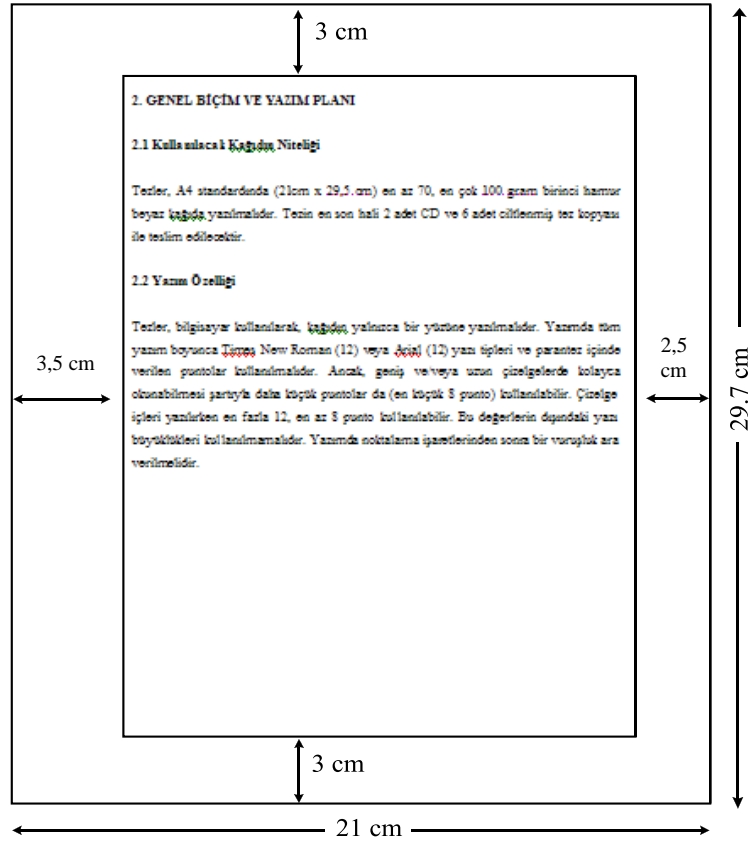 3 cm
2. GENEL BİÇİM VE YAZIM PLANI
2.1 Kullanılacak Kağıdın Niteliği
Tezler, A4 standardında (21cm x 29,5.cm) en az 70, en çok 100.gram birinci hamur
beyaz kağıda yazılmalıdır. Tezin en son hali 2 adet CD ve 6 adet ciltlenmiş tez kopyası
ile teslim edilecektir.
2.2 Yazım Özelliği
Tezler, bilgisayar kullanılarak, kağıdın yalnızca bir yüzüne yazılmalıdır. Yazımda tüm
yazım boyunca Times New Roman (12) veya Arial (12) yazı tipleri ve parantez içinde
verilen puntolar kullanılmalıdır. Ancak, geniş ve/veya uzun çizelgelerde kolayca
okunabilmesi şartıyla daha küçük puntolar da (en küçük 8 punto) kullanılabilir. Çizelge
içleri yazılırken en fazla 12, en az 8 punto kullanılabilir. Bu değerlerin dışındaki yazı
büyüklükleri kullanılmamalıdır. Yazımda noktalama işaretlerinden sonra bir vuruşluk ara
verilmelidir.
3,5 cm
2,5
cm
29.7 cm
3 cm
21 cm